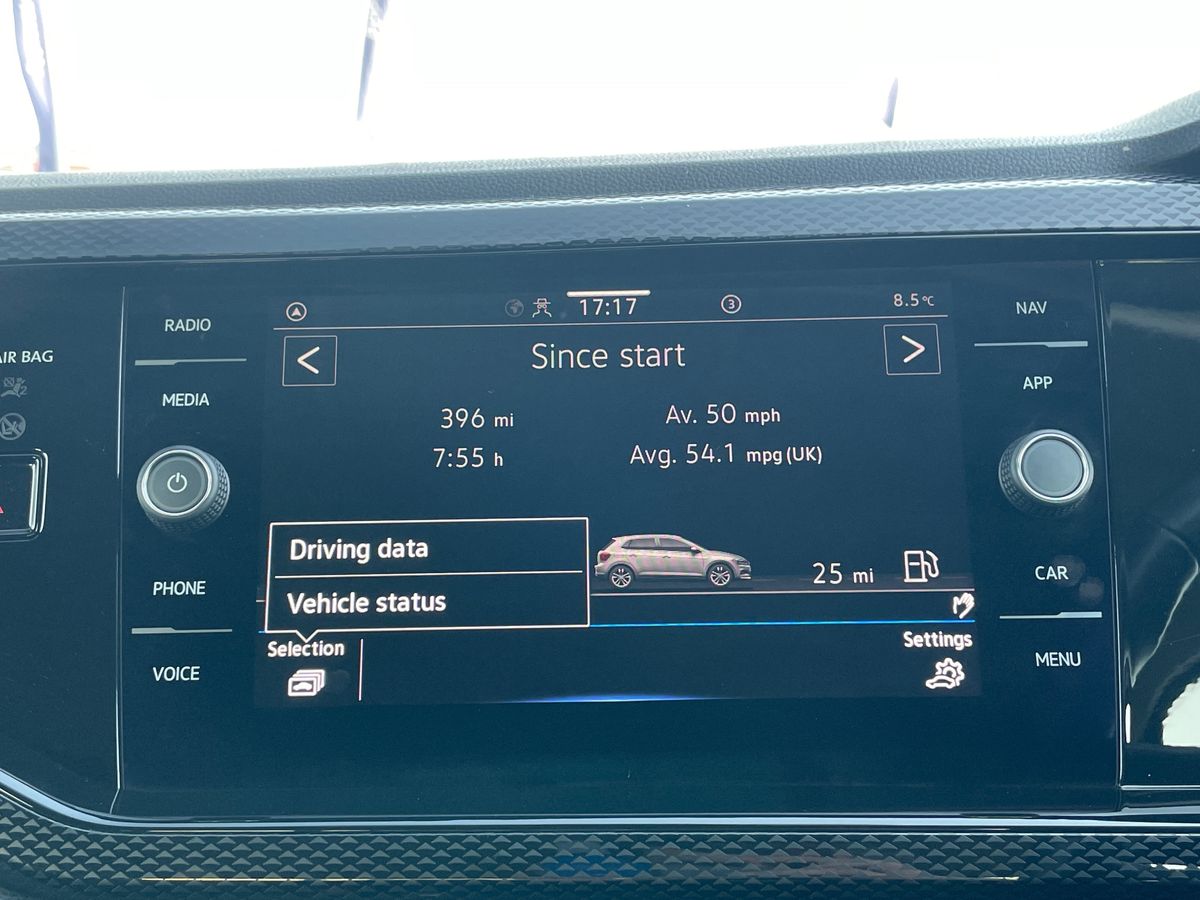 AIR BAG
RADIO
MEDIA
PHONE
VOICE
17:17
3
8.5°C
<
Since start
>
396 mi
Av. 50 mph
7:55 h
Avg. 54.1 mpg (UK)
Driving data
Vehicle status
25 mi
Selection
Settings
NAV
APP
CAR
MENU